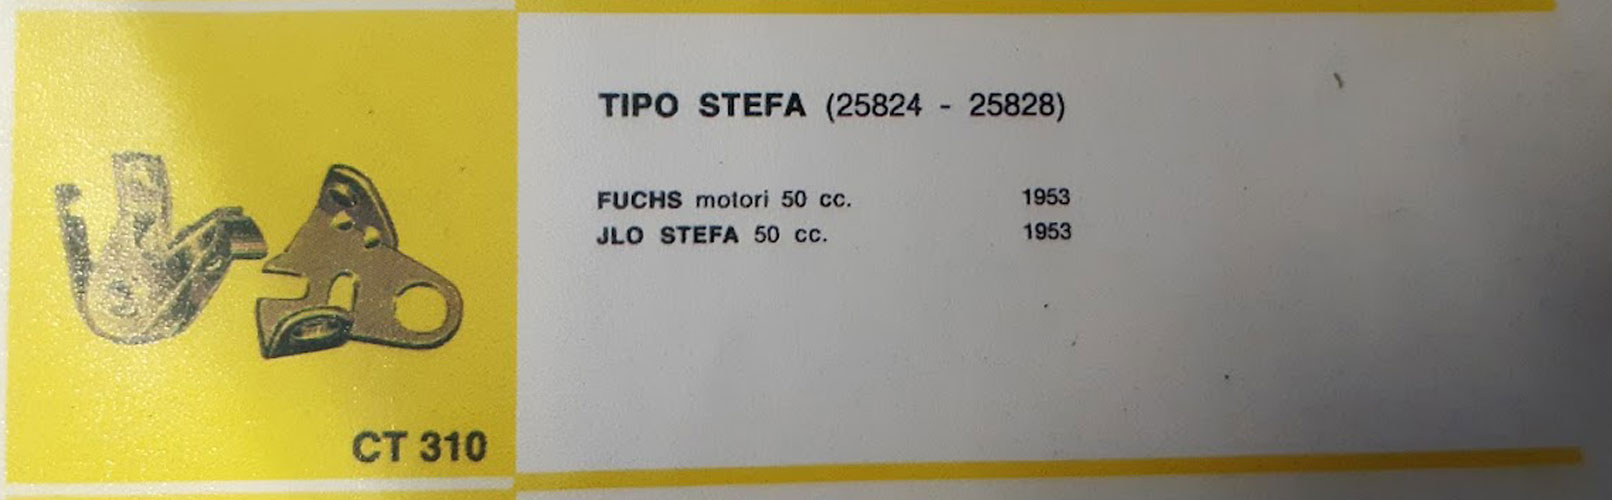 TIPO STEFA (25824 - 25828)
FUCHS motori 50 cc. 1953
JLO STEFA 50 cc. 1953
CT 310